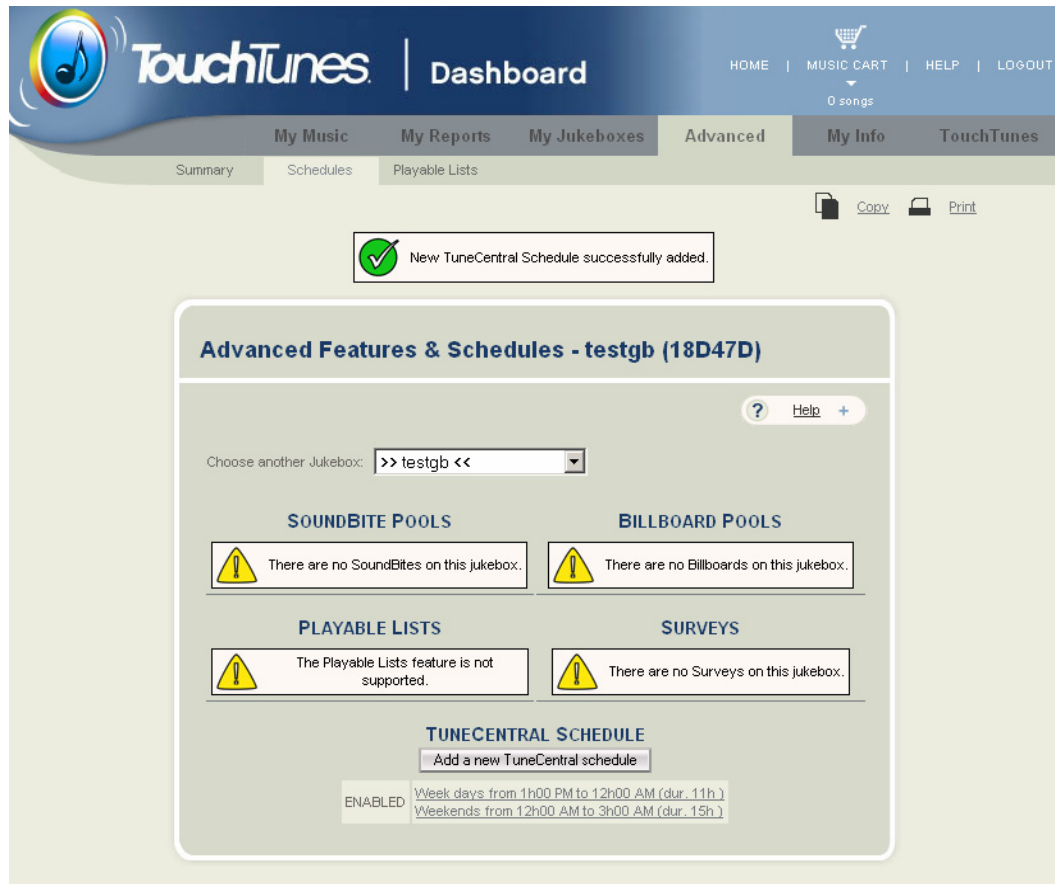 TouchTunes. | Dashboard
HOME | MUSIC CART | HELP | LOGOUT
0 songs
My Music My Reports My Jukeboxes Advanced My Info TouchTunes
Summary Schedules Playable Lists
Copy Print
New TuneCentral Schedule successfully added.
Advanced Features & Schedules - testgb (18D47D)
? Help +
Choose another Jukebox: >> testgb <<
SOUNDBITE POOLS
There are no SoundBites on this jukebox.
BILLBOARD POOLS
There are no Billboards on this jukebox.
PLAYABLE LISTS
The Playable Lists feature is not
supported.
SURVEYS
There are no Surveys on this jukebox.
TUNECENTRAL SCHEDULE
Add a new TuneCentral schedule
ENABLED
Week days from 1h00 PM to 12h00 AM (dur. 11h )
Weekends from 12h00 AM to 3h00 AM (dur. 15h )